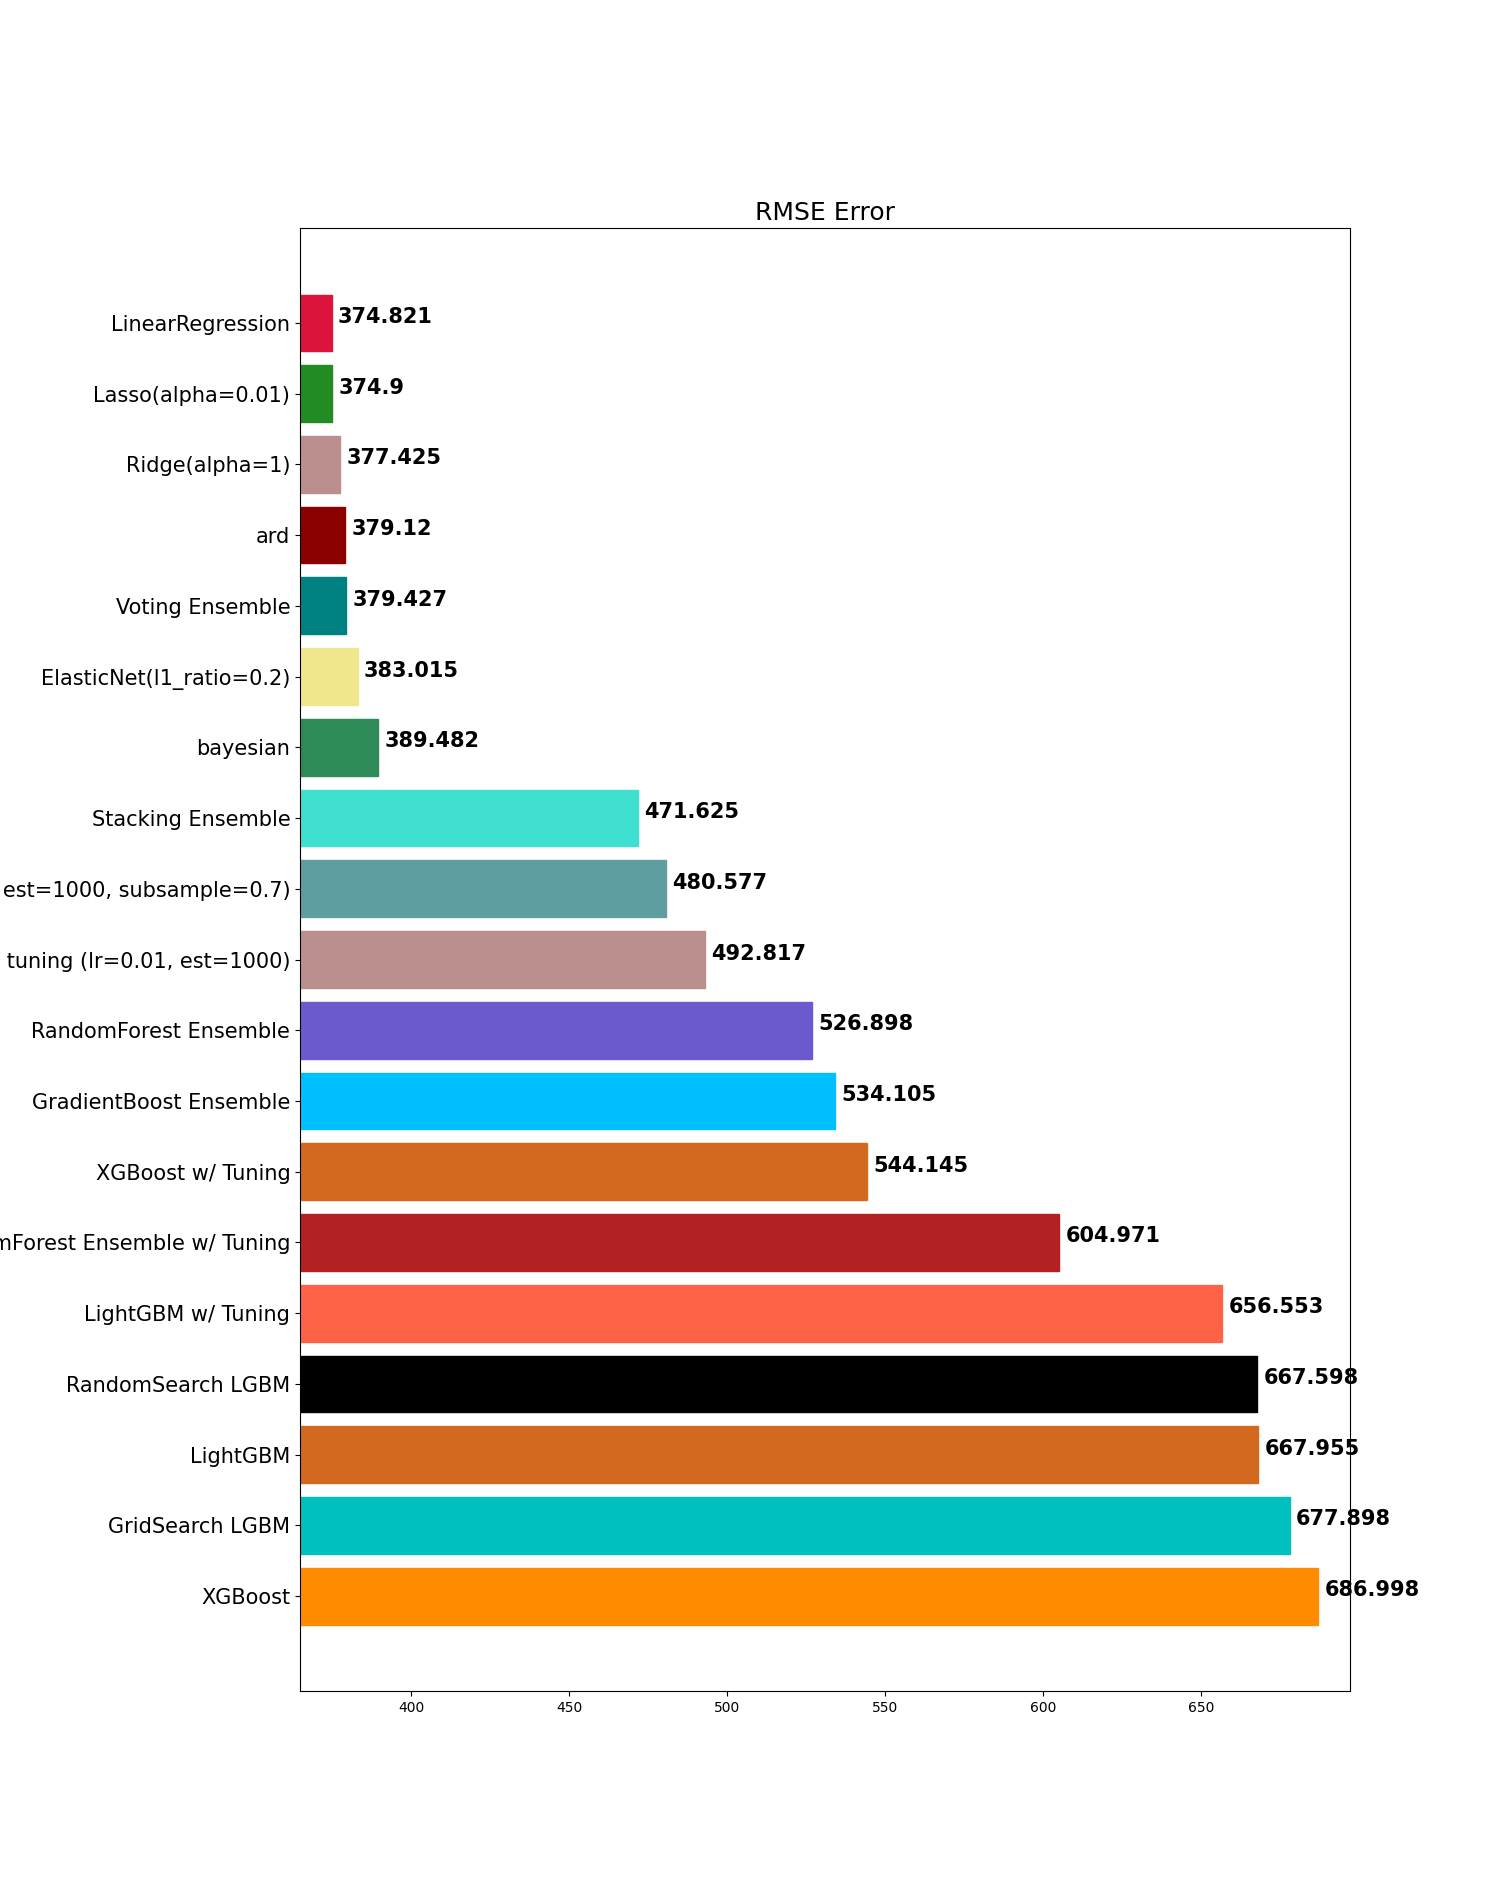 RMSE Error
LinearRegression 374.821
Lasso(alpha=0.01) 374.9
Ridge(alpha=1) 377.425
ard 379.12
Voting Ensemble 379.427
ElasticNet(l1_ratio=0.2) 383.015
bayesian 389.482
Stacking Ensemble 471.625
est=1000, subsample=0.7) 480.577
tuning (lr=0.01, est=1000) 492.817
RandomForest Ensemble 526.898
GradientBoost Ensemble 534.105
XGBoost w/ Tuning 544.145
mForest Ensemble w/ Tuning 604.971
LightGBM w/ Tuning 656.553
RandomSearch LGBM 667.598
LightGBM 667.955
GridSearch LGBM 677.898
XGBoost 686.998
400 450 500 550 600 650